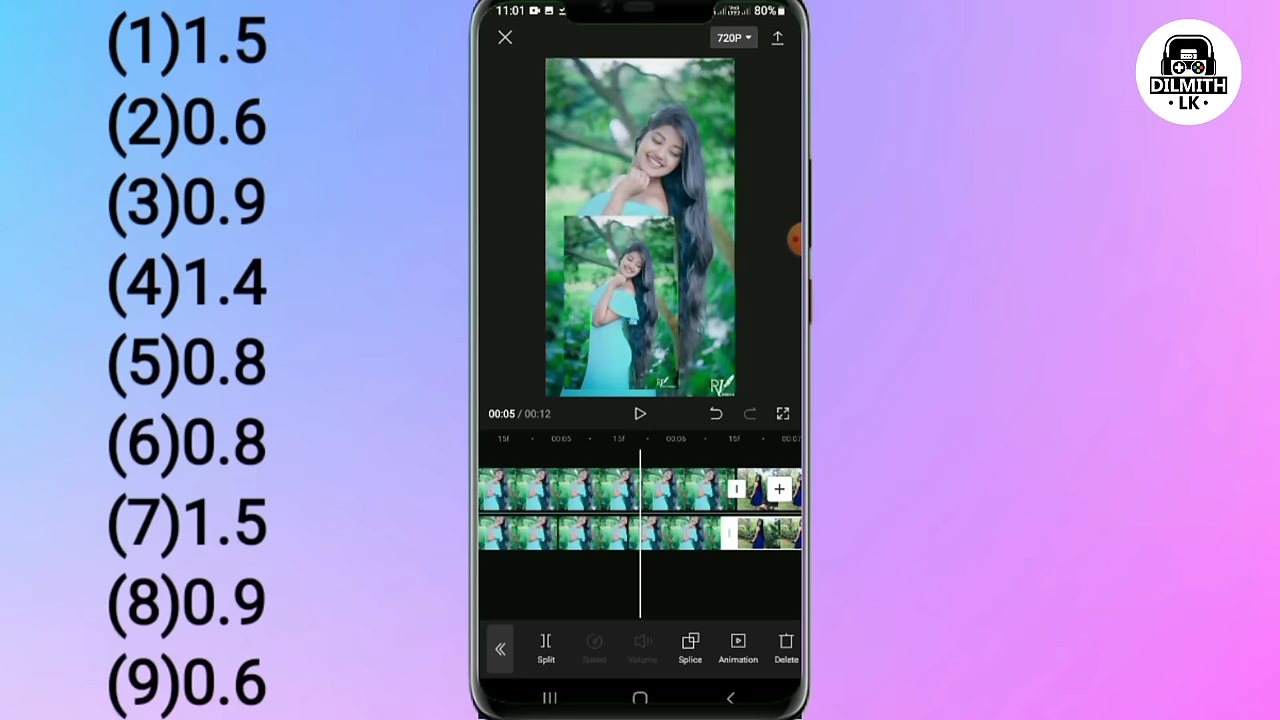 (1)1.5
(2)0.6
(3)0.9
(4)1.4
(5)0.8
(6)0.8
(7)1.5
(8)0.9
(9)0.6
11:01
80%
720P
00:05 / 00:12
15f
00:05
15f
00:06
15f
00:07
Split
Speed
Volume
Splice
Animation
Delete
DILMITH
• LK •